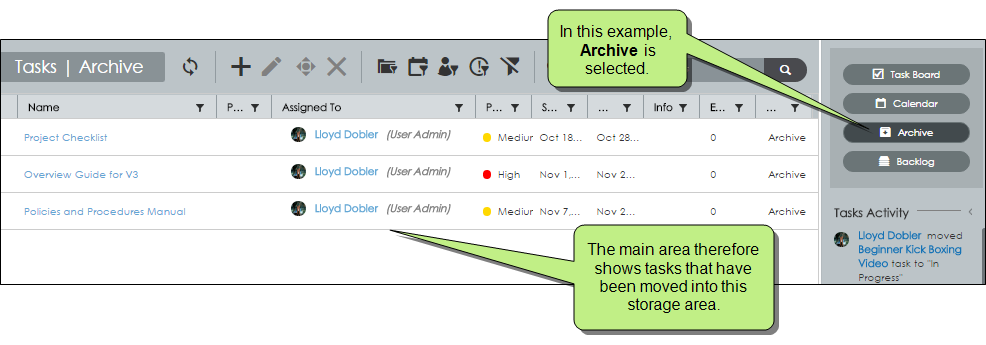 In this example,
Archive is
selected.
Tasks | Archive
Name P... Assigned To P... S... ... Info E... ...
Project Checklist Lloyd Dobler (User Admin) Mediur Oct 18... Oct 28... 0 Archive
Overview Guide for V3 Lloyd Dobler (User Admin) High Nov 1,... Nov 2... 0 Archive
Policies and Procedures Manual Lloyd Dobler (User Admin) Mediur Nov 7,... Nov 2... 0 Archive
The main area therefore
shows tasks that have
been moved into this
storage area.
Task Board
Calendar
Archive
Backlog
Tasks Activity
Lloyd Dobler moved
Beginner Kick Boxing
Video task to "In
Progress"